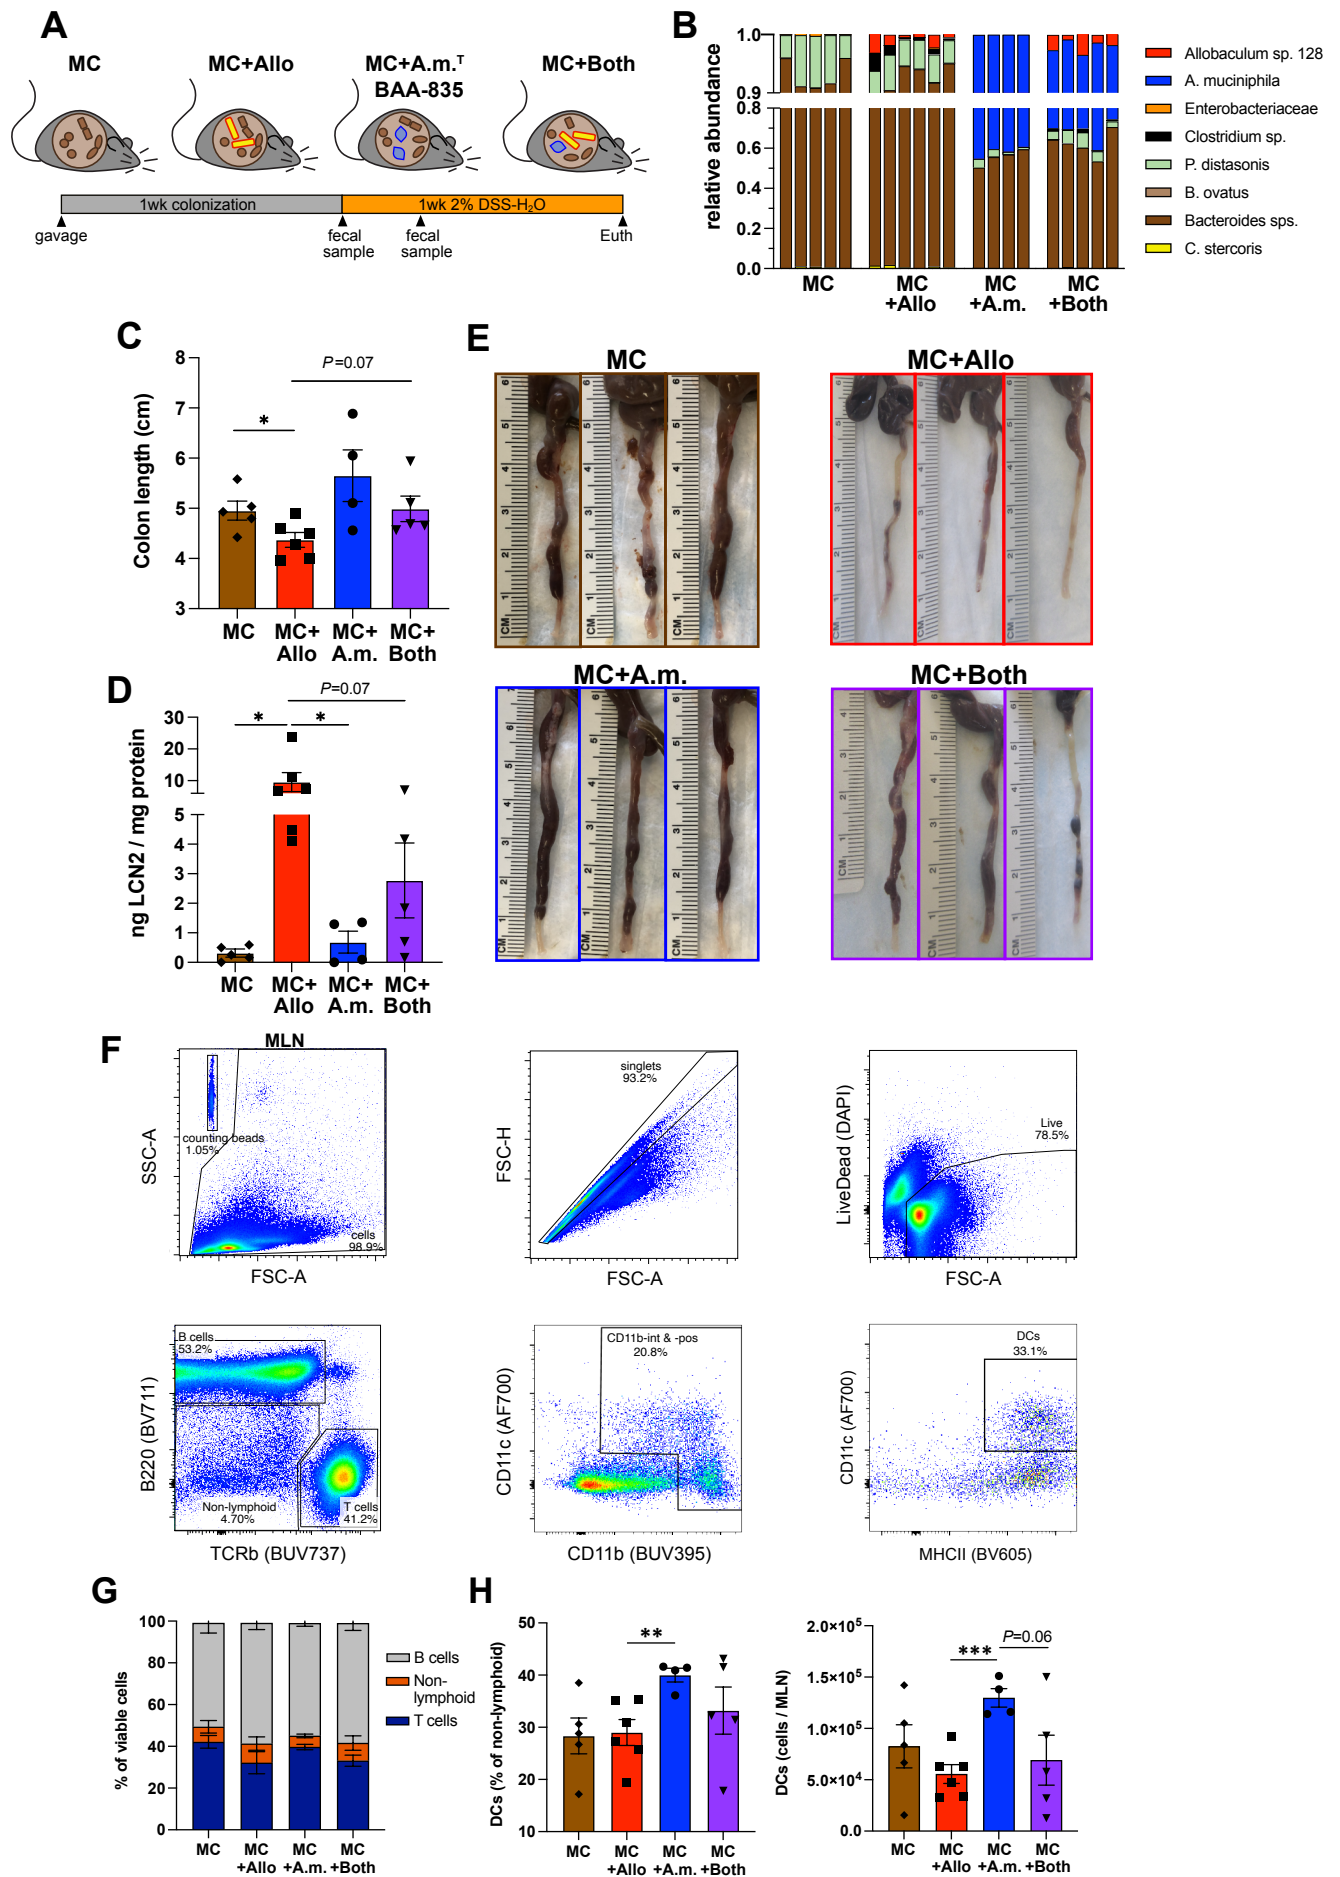 A
MC
MC+Allo
MC+A.m.ᵀ
BAA-835
MC+Both
1wk colonization
1wk 2% DSS-H₂O
gavage
fecal
sample
fecal
sample
Euth
B
relative abundance
1.0
0.9
0.8
0.6
0.4
0.2
0.0
MC
MC
+Allo
MC
+A.m.
MC
+Both
Allobaculum sp. 128
A. muciniphila
Enterobacteriaceae
Clostridium sp.
P. distasonis
B. ovatus
Bacteroides sps.
C. stercoris
C
Colon length (cm)
8
7
6
5
4
3
*
P=0.07
MC
MC+
Allo
MC+
A.m.
MC+
Both
D
ng LCN2 / mg protein
30
20
10
5
4
3
2
1
0
*
*
P=0.07
MC
MC+
Allo
MC+
A.m.
MC+
Both
E
MC
MC+Allo
MC+A.m.
MC+Both
F
MLN
SSC-A
counting beads
1.05%
cells
98.9%
FSC-A
FSC-H
singlets
93.2%
FSC-A
LiveDead (DAPI)
Live
78.5%
FSC-A
B220 (BV711)
B cells
53.2%
Non-lymphoid
4.70%
T cells
41.2%
TCRb (BUV737)
CD11c (AF700)
CD11b-int & -pos
20.8%
CD11b (BUV395)
CD11c (AF700)
DCs
33.1%
MHCII (BV605)
G
% of viable cells
100
80
60
40
20
0
MC
MC
+Allo
MC
+A.m.
MC
+Both
B cells
Non-
lymphoid
T cells
H
DCs (% of non-lymphoid)
50
40
30
20
10
**
MC
MC
+Allo
MC
+A.m.
MC
+Both
DCs (cells / MLN)
2.0×10⁵
1.5×10⁵
1.0×10⁵
5.0×10⁴
0.0
***
P=0.06
MC
MC
+Allo
MC
+A.m.
MC
+Both